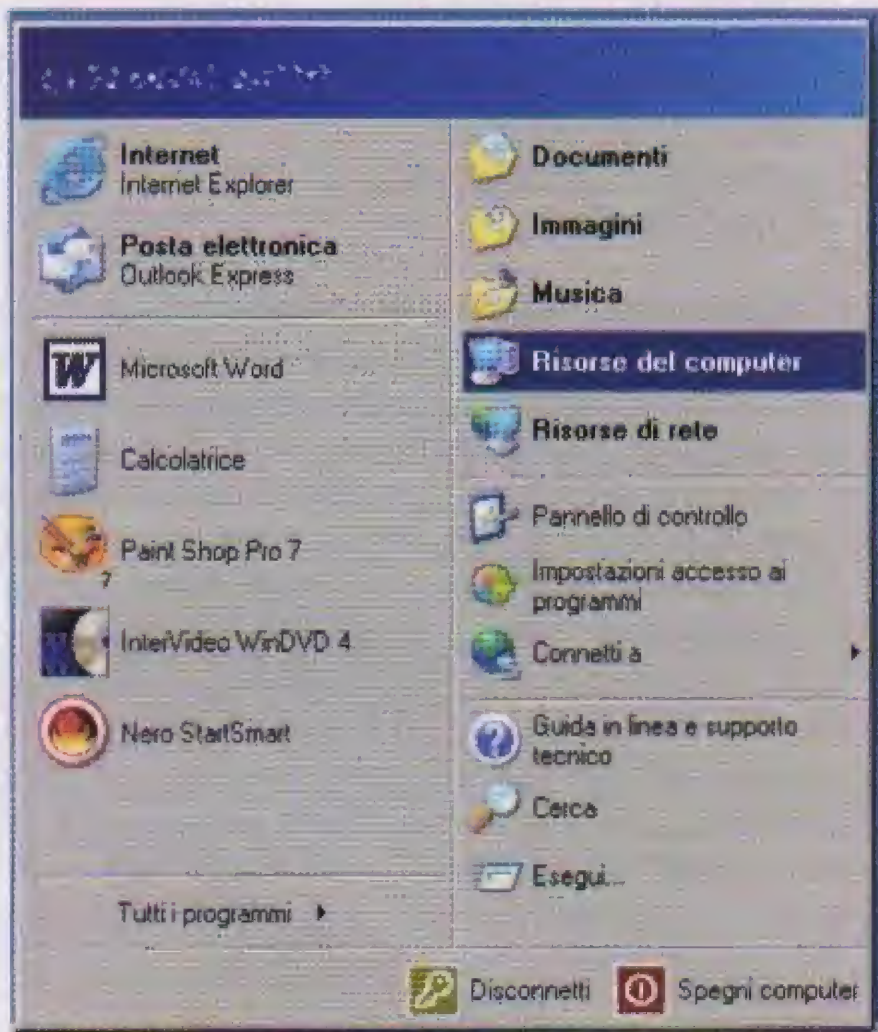 Internet
Internet Explorer
Posta elettronica
Outlook Express
Microsoft Word
Calcolatrice
Paint Shop Pro 7
InterVideo WinDVD 4
Nero StartSmart
Tutti i programmi
Documenti
Immagini
Musica
Risorse del computer
Risorse di rete
Pannello di controllo
Impostazioni accesso ai
programmi
Connetti a
Guida in linea e supporto
tecnico
Cerca
Esegui...
Disconnetti
Spegni computer